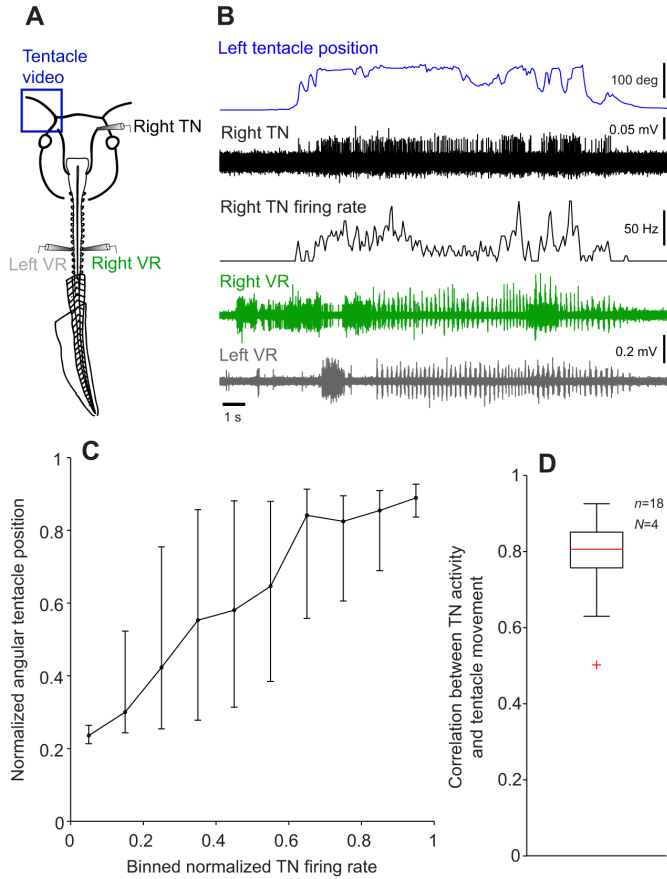 A
Tentacle
video
Right TN
Left VR
Right VR
B
Left tentacle position
100 deg
Right TN
0.05 mV
Right TN firing rate
50 Hz
Right VR
Left VR
0.2 mV
1 s
C
Normalized angular tentacle position
1
0.8
0.6
0.4
0.2
0
0
0.2
0.4
0.6
0.8
1
Binned normalized TN firing rate
D
Correlation between TN activity
and tentacle movement
1
0.8
0.6
0.4
0.2
0
n=18
N=4